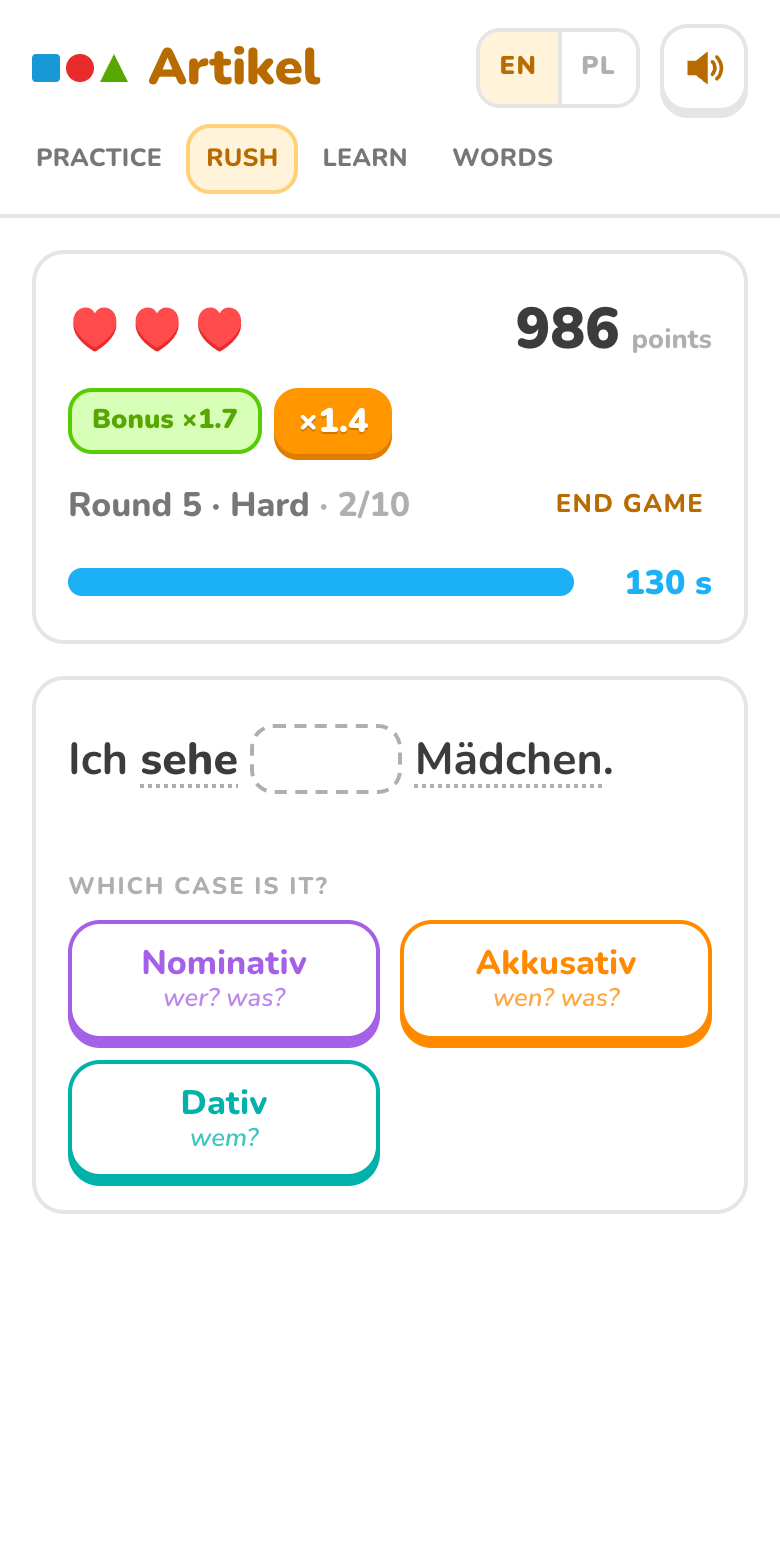 Artikel
EN PL
PRACTICE RUSH LEARN WORDS
986 points
Bonus ×1.7 ×1.4
Round 5 · Hard · 2/10 END GAME
130 s
Ich sehe Mädchen.
WHICH CASE IS IT?
Nominativ
wer? was?
Akkusativ
wen? was?
Dativ
wem?